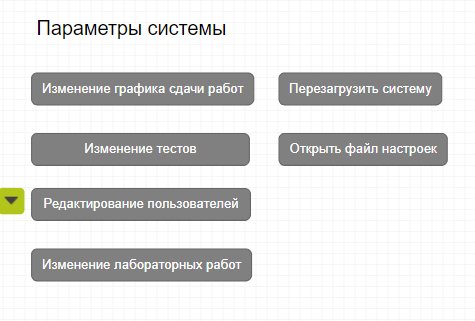 Параметры системы
Изменение графика сдачи работ
Перезагрузить систему
Изменение тестов
Открыть файл настроек
Редактирование пользователей
Изменение лабораторных работ